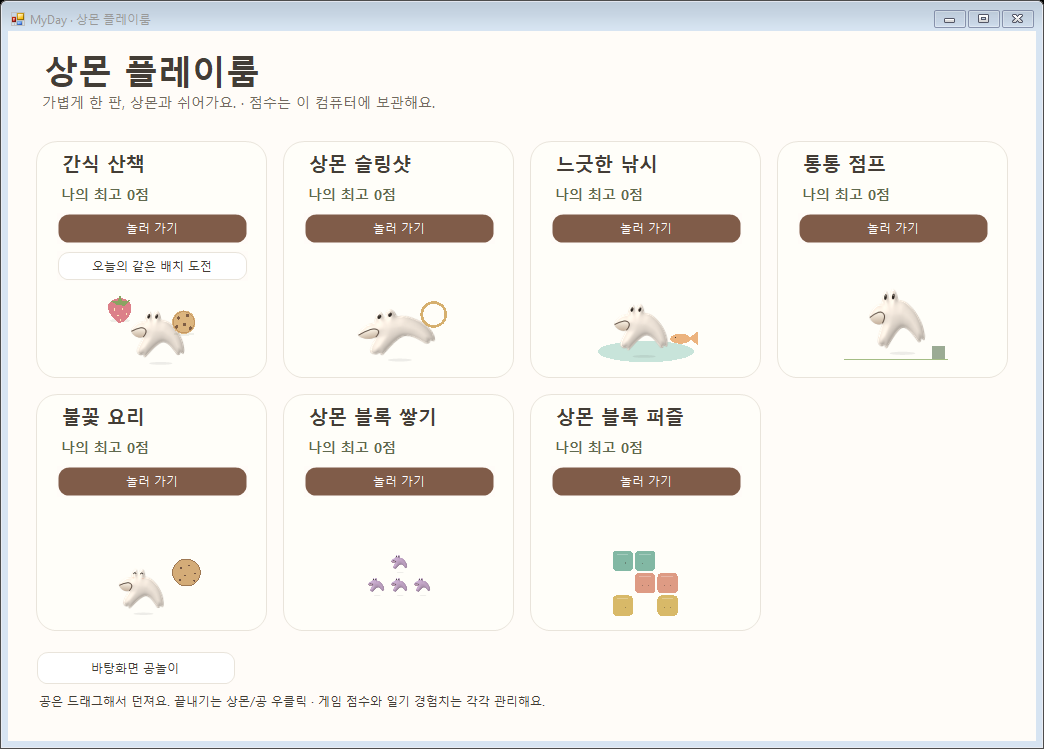 MyDay · 상몬 플레이룸
상몬 플레이룸
가볍게 한 판, 상몬과 쉬어가요. · 점수는 이 컴퓨터에 보관해요.
간식 산책
나의 최고 0점
놀러 가기
오늘의 같은 배치 도전
상몬 슬링샷
나의 최고 0점
놀러 가기
느긋한 낚시
나의 최고 0점
놀러 가기
통통 점프
나의 최고 0점
놀러 가기
불꽃 요리
나의 최고 0점
놀러 가기
상몬 블록 쌓기
나의 최고 0점
놀러 가기
상몬 블록 퍼즐
나의 최고 0점
놀러 가기
바탕화면 공놀이
공은 드래그해서 던져요. 끝내기는 상몬/공 우클릭 · 게임 점수와 일기 경험치는 각각 관리해요.